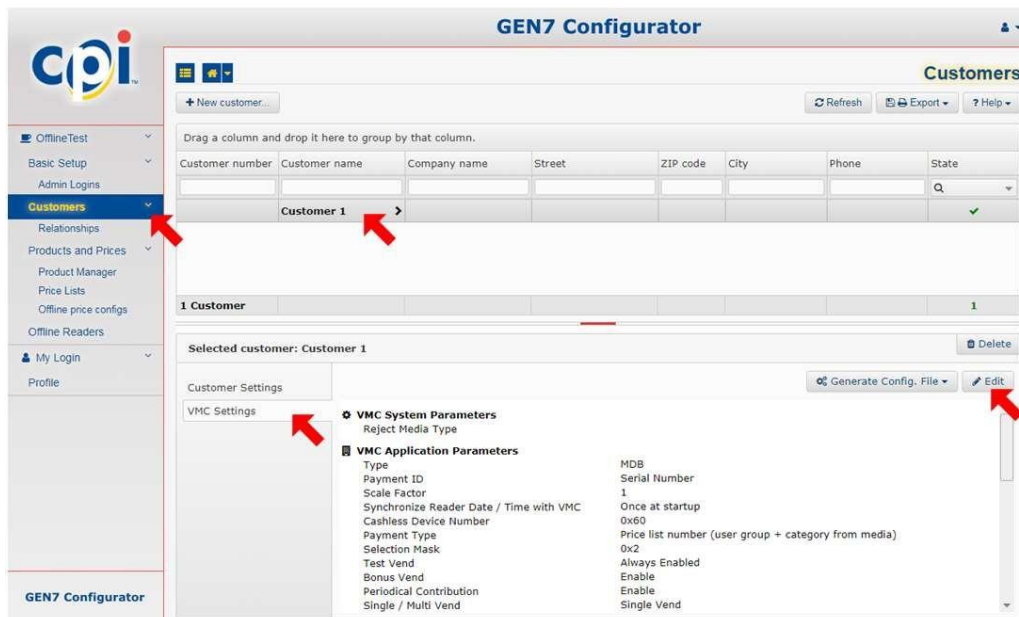 GEN7 Configurator
cpi
TM
Customers
+ New customer...
Refresh
Export
? Help
OfflineTest
Basic Setup
Admin Logins
Customers
Relationships
Products and Prices
Product Manager
Price Lists
Offline price configs
Offline Readers
My Login
Profile
GEN7 Configurator
Drag a column and drop it here to group by that column.
Customer number Customer name Company name Street ZIP code City Phone State
Customer 1
1 Customer 1
Selected customer: Customer 1
Delete
Customer Settings
VMC Settings
Generate Config. File
Edit
VMC System Parameters
Reject Media Type
VMC Application Parameters
Type MDB
Payment ID Serial Number
Scale Factor 1
Synchronize Reader Date / Time with VMC Once at startup
Cashless Device Number 0x60
Payment Type Price list number (user group + category from media)
Selection Mask 0x2
Test Vend Always Enabled
Bonus Vend Enable
Periodical Contribution Enable
Single / Multi Vend Single Vend